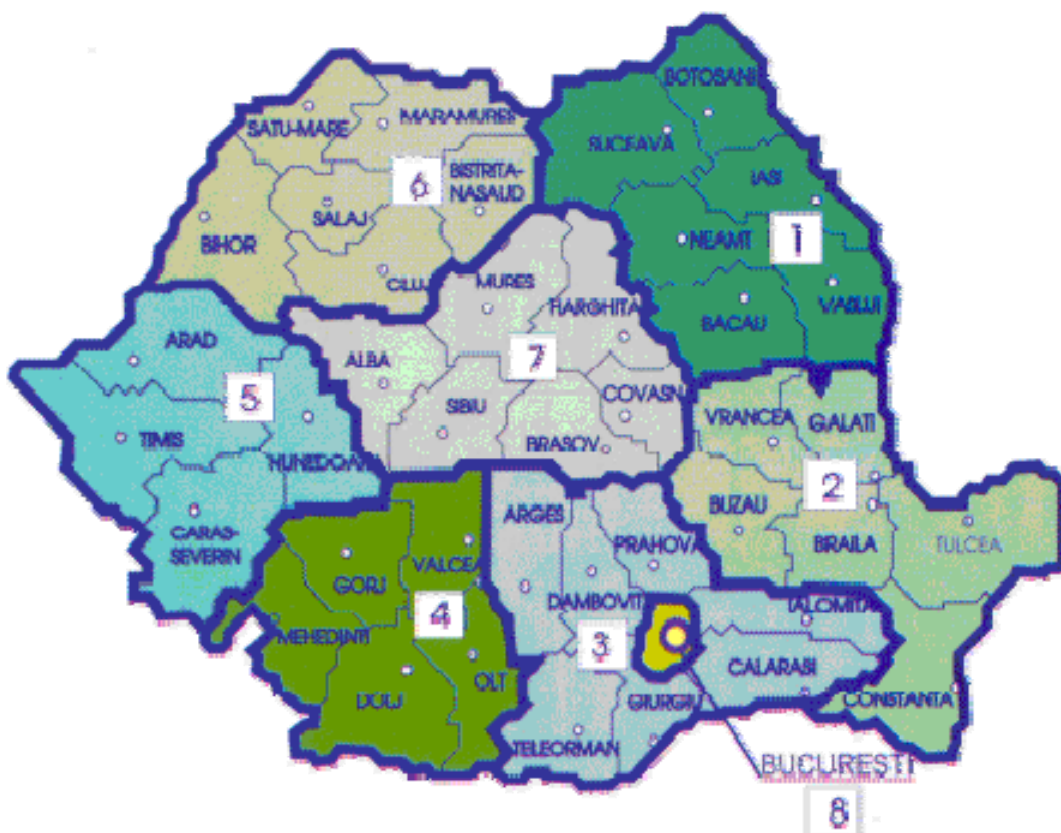 BOTOSANI
SATU-MARE
MARAMURES
SUCEAVA
BISTRITA-
NASAUD
IASI
6
SALAJ
BIHOR
NEAMT
1
CLUJ
MURES
HARGHITA
VASLUI
BACAU
ARAD
ALBA
7
5
COVASN
SIBIU
VRANCEA
GALATI
TIMIS
BRASOV
HUNEDOARA
2
BUZAU
ARGES
CARAS-
SEVERIN
PRAHOVA
BRAILA
TULCEA
VALCEA
GORJ
DAMBOVIT
IALOMITA
4
MEHEDINTI
3
CALARASI
OLT
DOLJ
GIURGIU
CONSTANTA
TELEORMAN
BUCURESTI
8